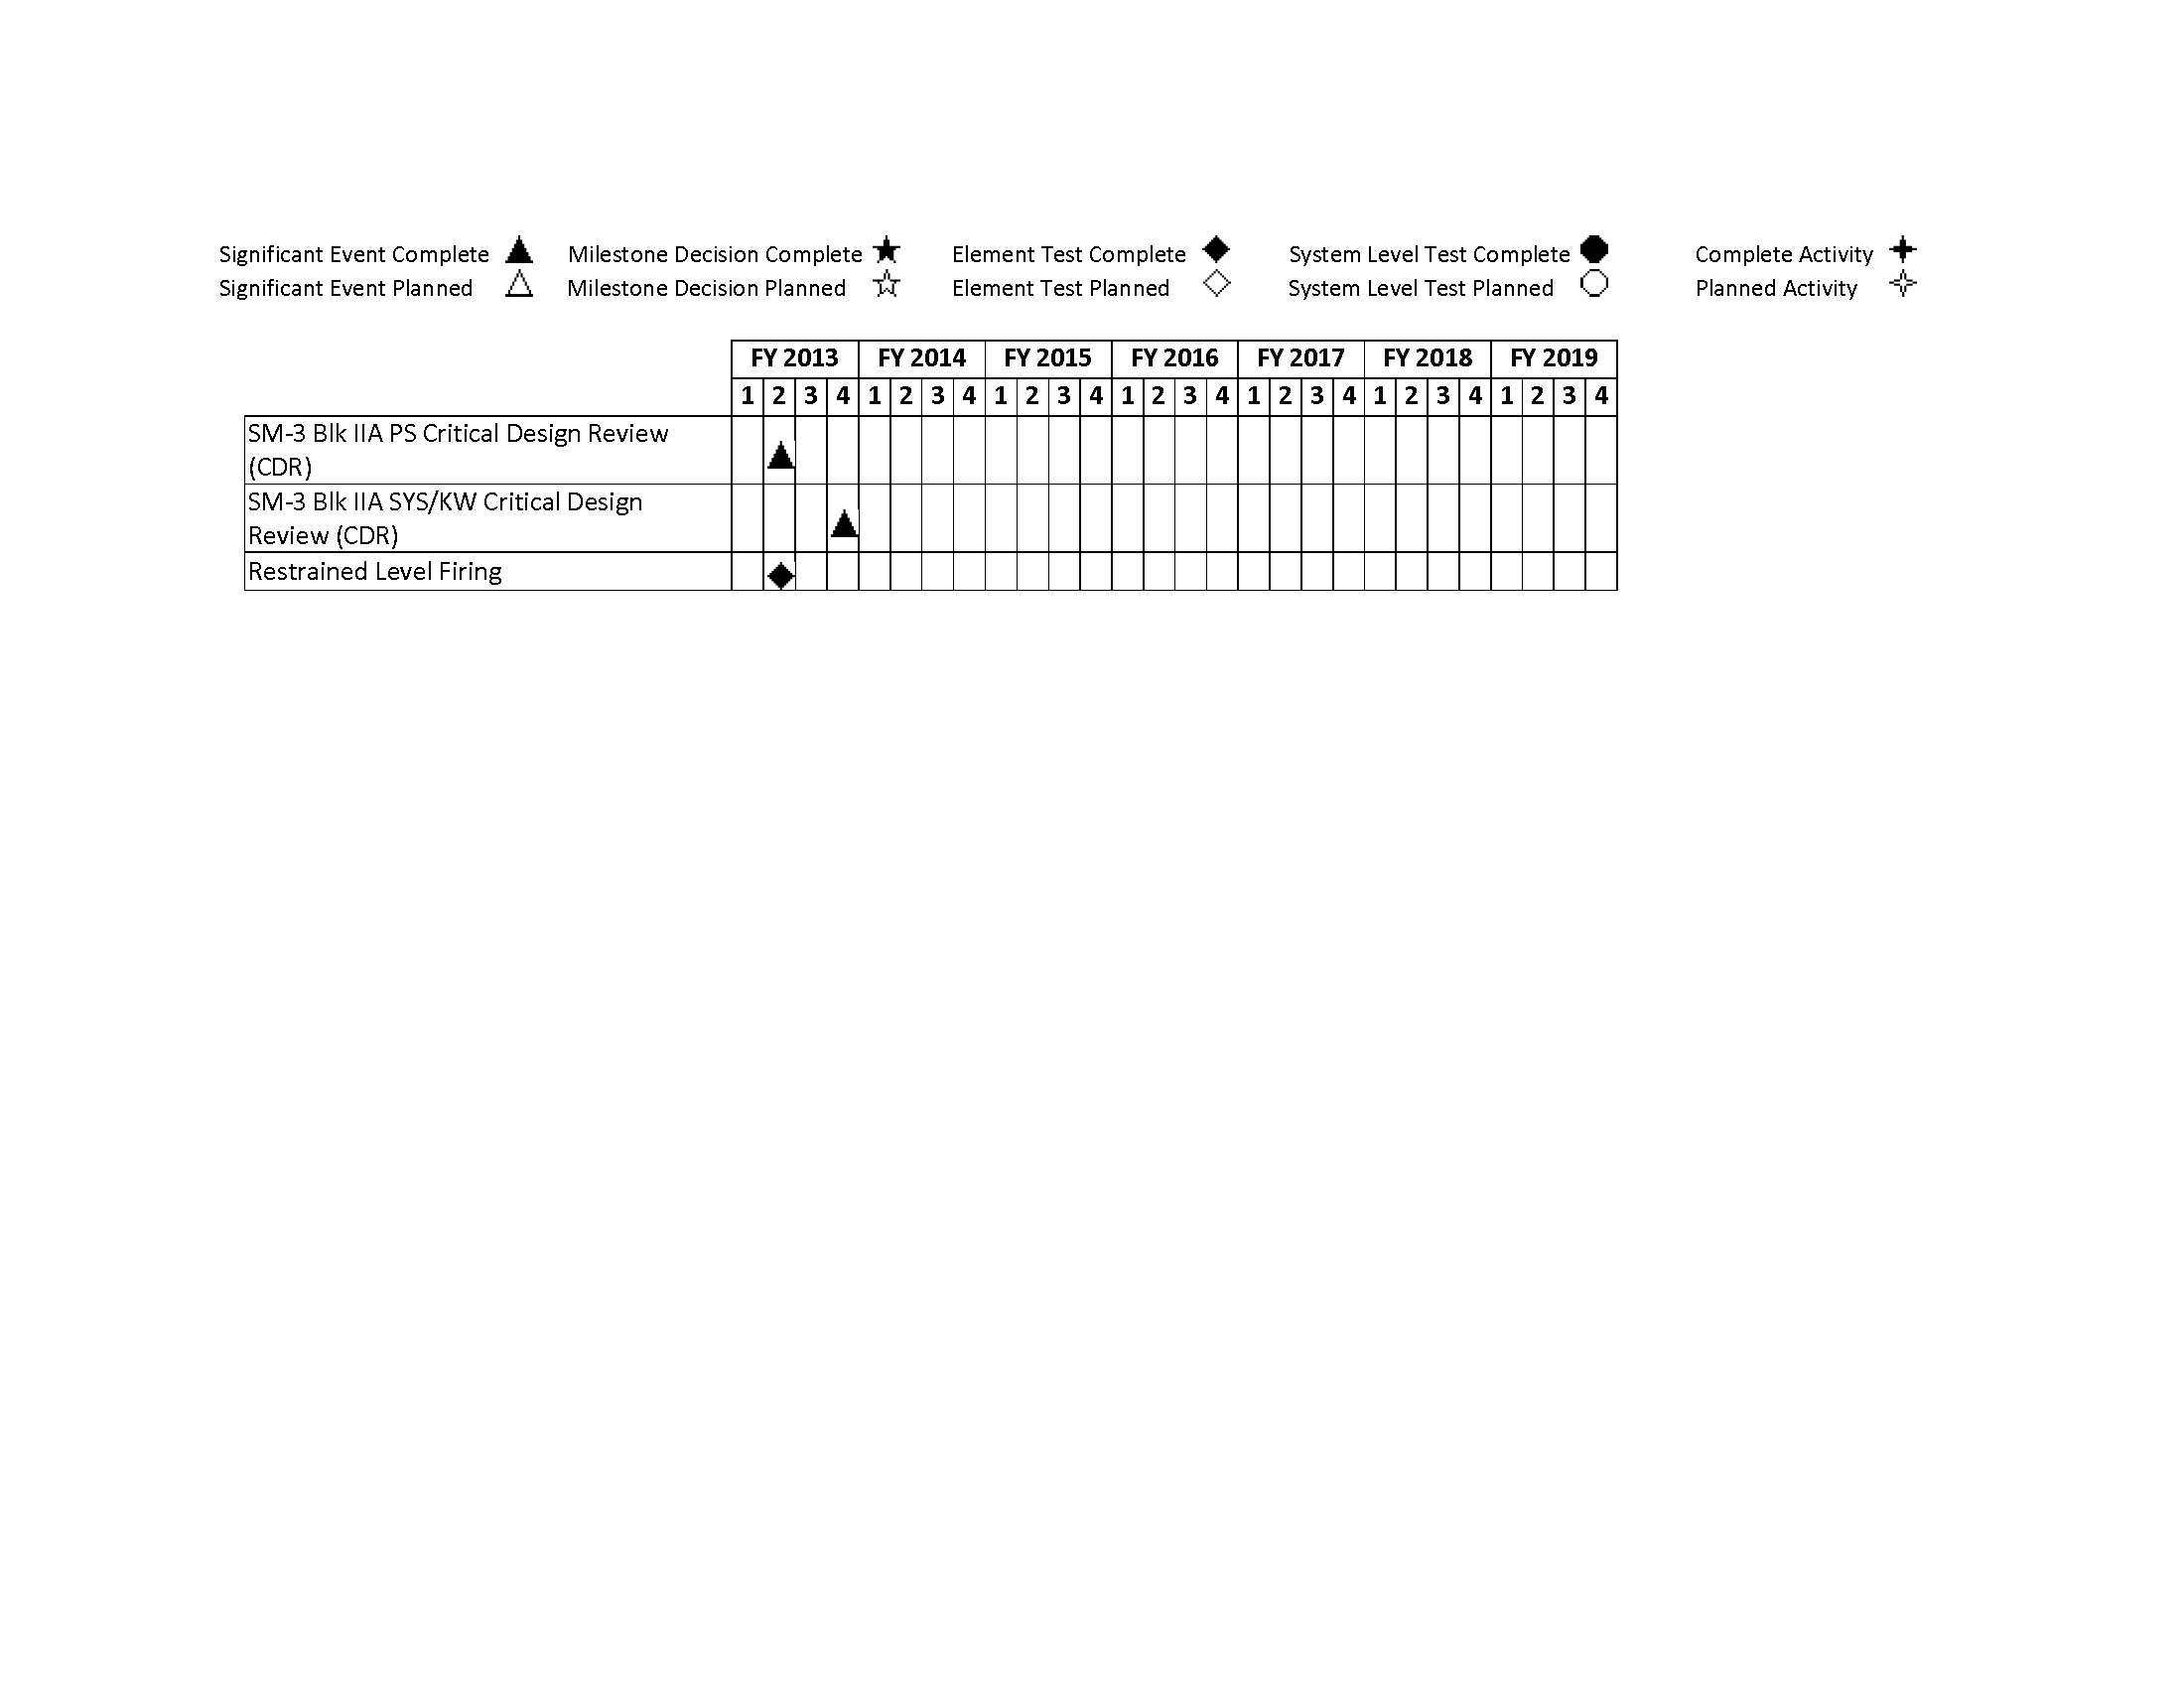 Significant Event Complete Milestone Decision Complete Element Test Complete System Level Test Complete Complete Activity
Significant Event Planned Milestone Decision Planned Element Test Planned System Level Test Planned Planned Activity
FY 2013 FY 2014 FY 2015 FY 2016 FY 2017 FY 2018 FY 2019
1 2 3 4 1 2 3 4 1 2 3 4 1 2 3 4 1 2 3 4 1 2 3 4 1 2 3 4
SM-3 Blk IIA PS Critical Design Review
(CDR)
SM-3 Blk IIA SYS/KW Critical Design
Review (CDR)
Restrained Level Firing